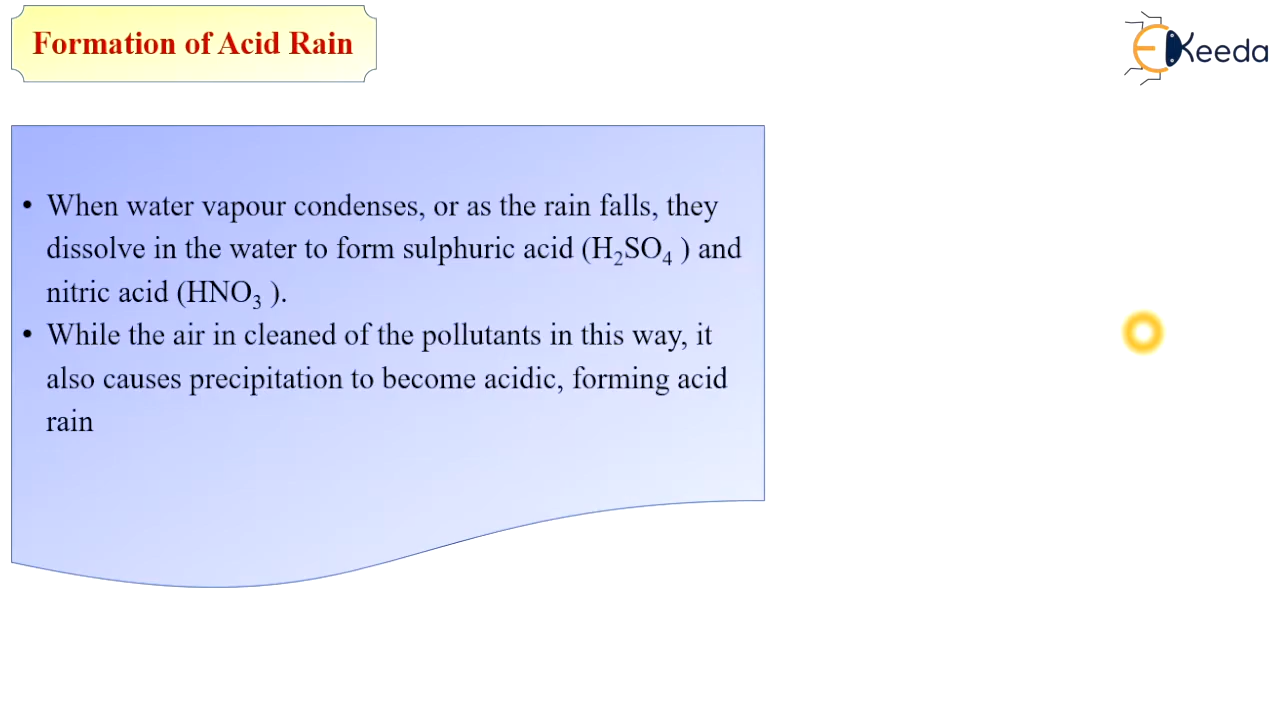 Formation of Acid Rain
EKeeda
• When water vapour condenses, or as the rain falls, they
dissolve in the water to form sulphuric acid (H₂SO₄ ) and
nitric acid (HNO₃ ).
• While the air in cleaned of the pollutants in this way, it
also causes precipitation to become acidic, forming acid
rain